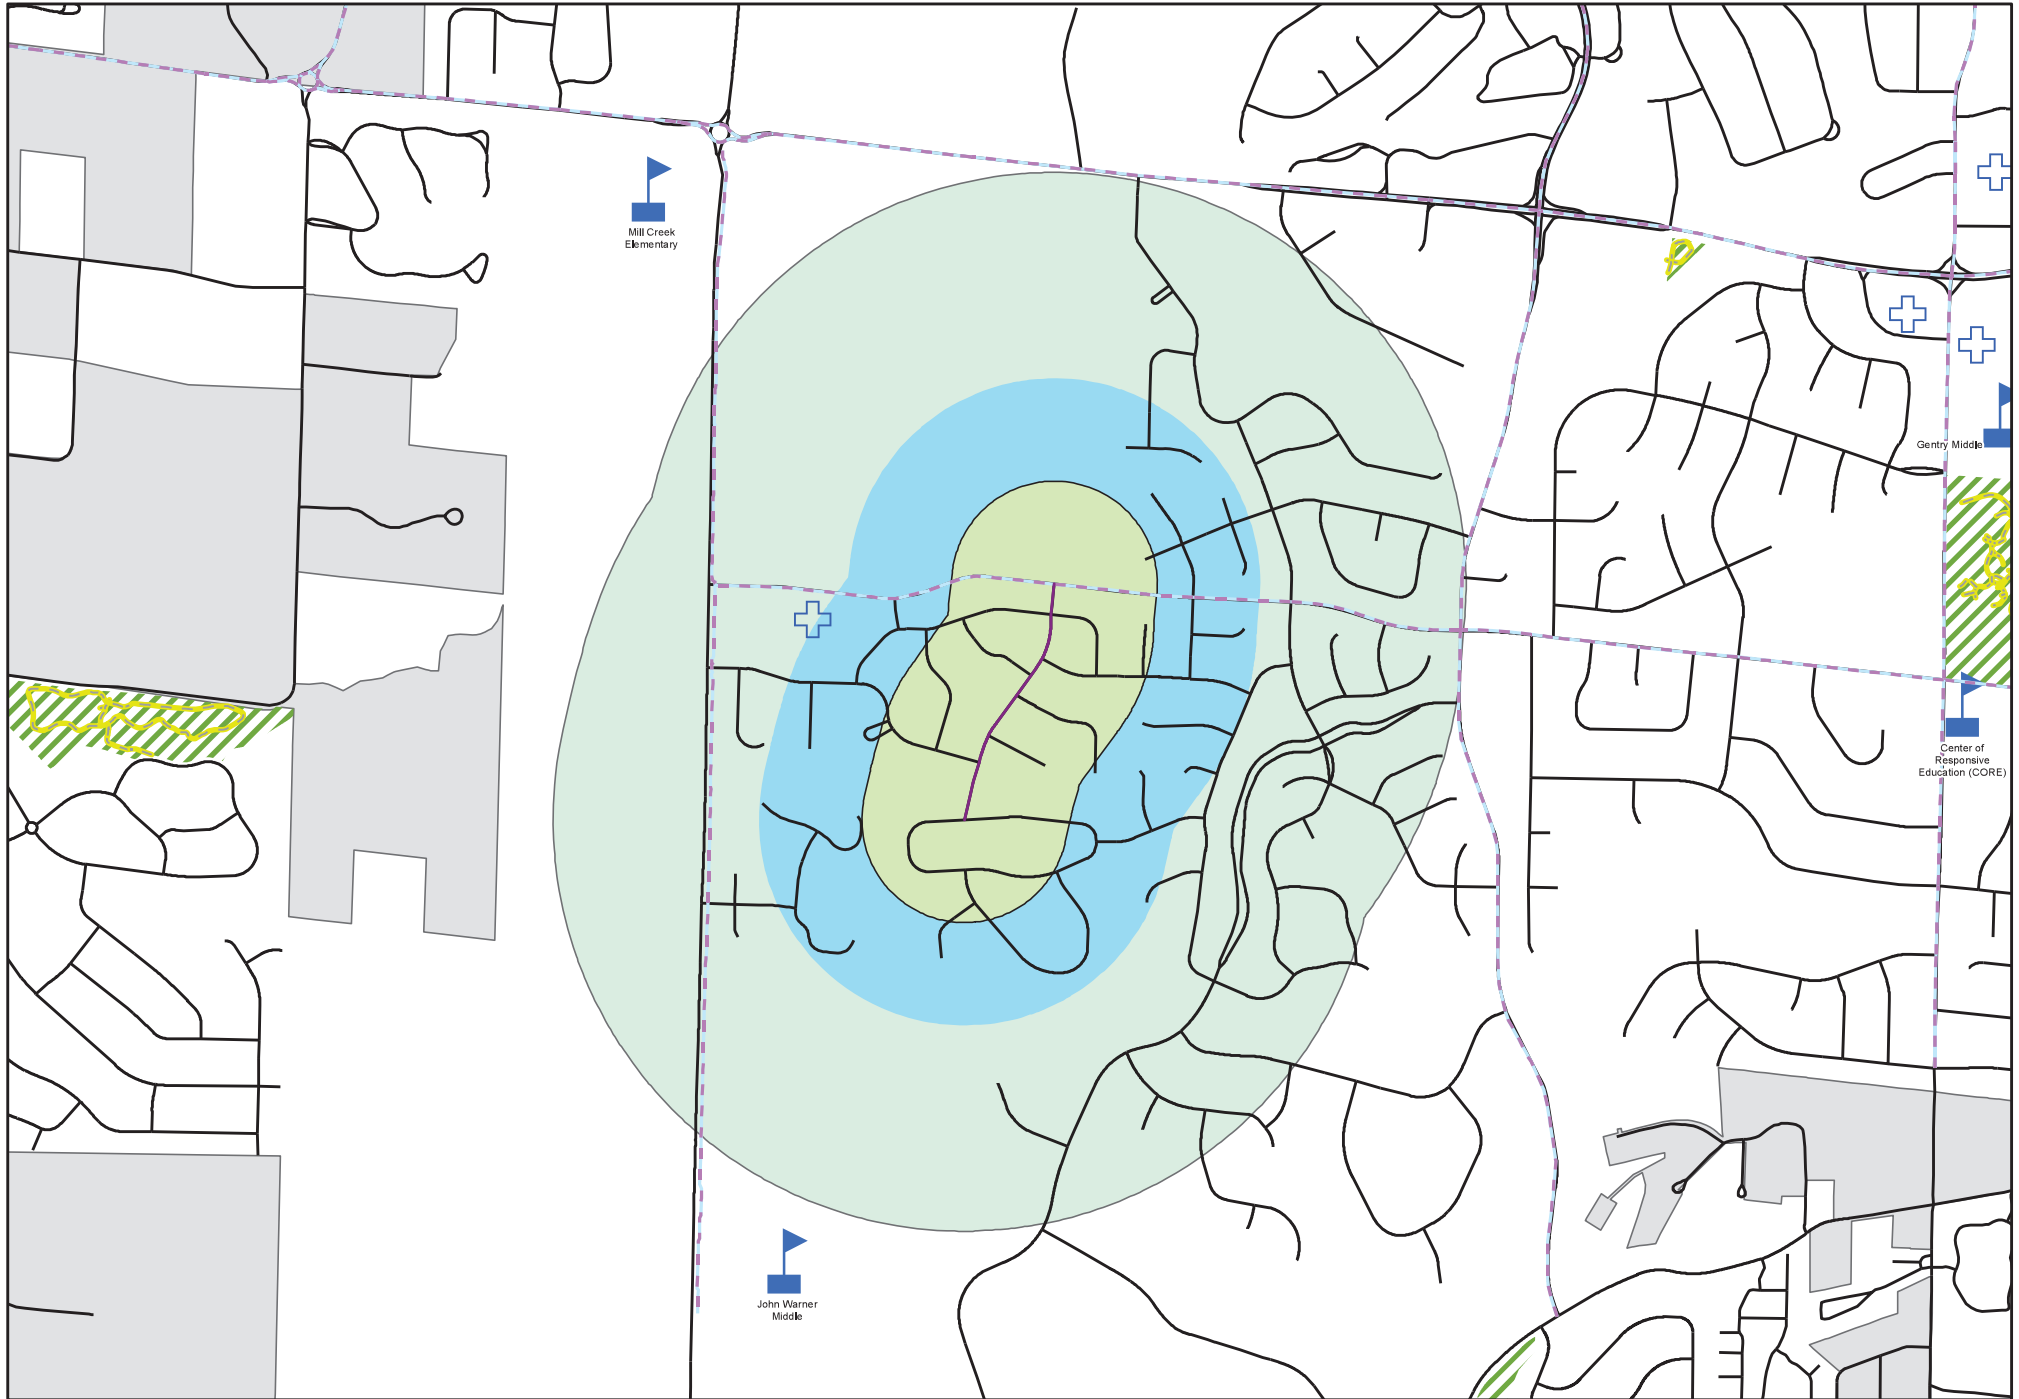 Mill Creek
Elementary
Gentry Middle
Center of
Responsive
Education (CORE)
John Warner
Middle